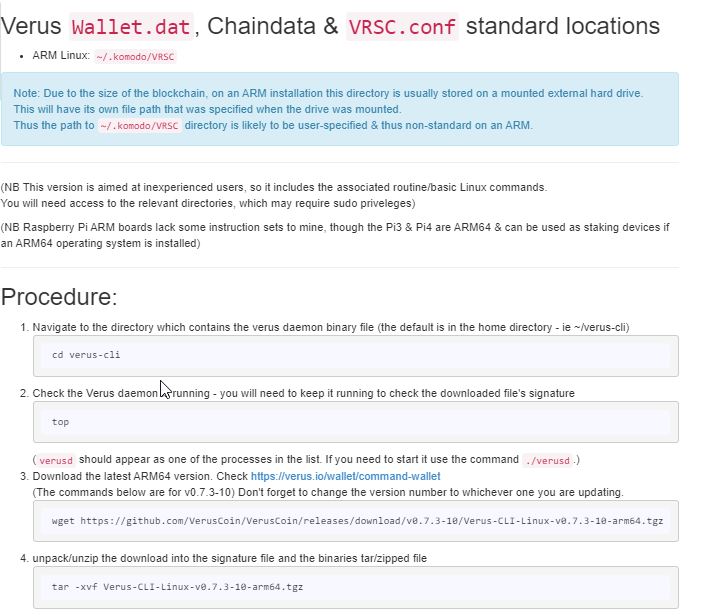 Verus Wallet.dat, Chaindata & VRSC.conf standard locations
• ARM Linux: ~/.komodo/VRSC
Note: Due to the size of the blockchain, on an ARM installation this directory is usually stored on a mounted external hard drive.
This will have its own file path that was specified when the drive was mounted.
Thus the path to ~/.komodo/VRSC directory is likely to be user-specified & thus non-standard on an ARM.
(NB This version is aimed at inexperienced users, so it includes the associated routine/basic Linux commands.
You will need access to the relevant directories, which may require sudo priveleges)
(NB Raspberry Pi ARM boards lack some instruction sets to mine, though the Pi3 & Pi4 are ARM64 & can be used as staking devices if
an ARM64 operating system is installed)
Procedure:
1. Navigate to the directory which contains the verus daemon binary file (the default is in the home directory - ie ~/verus-cli)
cd verus-cli
2. Check the Verus daemon running - you will need to keep it running to check the downloaded file's signature
top
( verusd should appear as one of the processes in the list. If you need to start it use the command ./verusd .)
3. Download the latest ARM64 version. Check https://verus.io/wallet/command-wallet
(The commands below are for v0.7.3-10) Don't forget to change the version number to whichever one you are updating.
wget https://github.com/VerusCoin/VerusCoin/releases/download/v0.7.3-10/Verus-CLI-Linux-v0.7.3-10-arm64.tgz
4. unpack/unzip the download into the signature file and the binaries tar/zipped file
tar -xvf Verus-CLI-Linux-v0.7.3-10-arm64.tgz